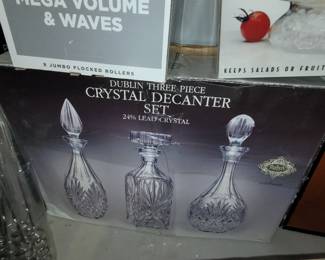 MEGA VOLUME
& WAVES
9 JUMBO FLOCKED ROLLERS
KEEPS SALADS OR FRUIT
DUBLIN THREE PIECE
CRYSTAL DECANTER
SET
24% LEAD CRYSTAL